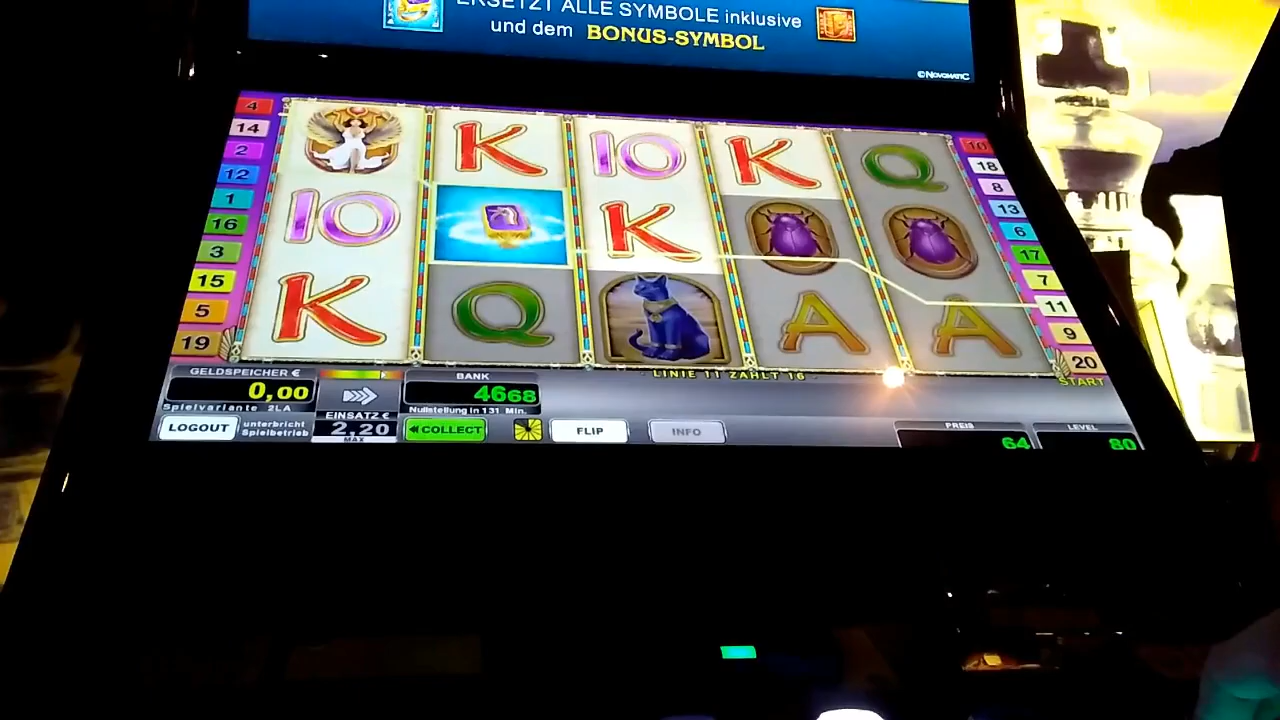 ERSETZT ALLE SYMBOLE inklusive
und dem BONUS-SYMBOL
©NOVOMATIC
4
14
2
12
1
16
3
15
5
19
K 10 K Q
10 K
K Q A A
10
18
8
13
6
17
7
11
9
20
START
GELDSPEICHER €
0,00
Spielvariante 2LA
LOGOUT
unterbricht
Spielbetrieb
EINSATZ €
2,20
MAX
BANK
4668
Nullstellung in 131 Min.
COLLECT
LINIE 11 ZAHLT 16
FLIP
INFO
PREIS
64
LEVEL
80